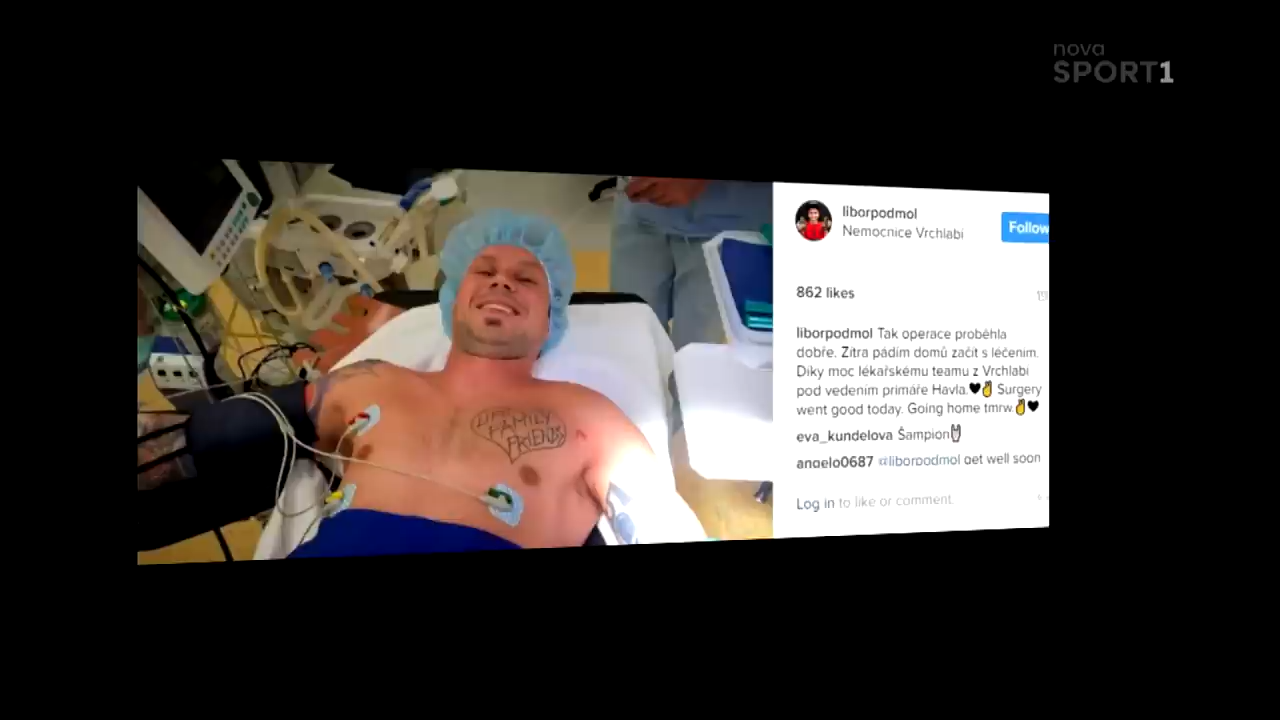 nova
SPORT1
liborpodmol
Nemocnice Vrchlabí
Follow
862 likes
liborpodmol Tak operace proběhla
dobře. Zítra pádím domů začít s léčením.
Díky moc lékařskému teamu z Vrchlabí
pod vedením primáře Havla.🖤✌ Surgery
went good today. Going home tmrw.✌🖤
eva_kundelova Šampion🤘
angelo0687 @liborpodmol get well soon
Log in to like or comment.
FAMILY
FRIENDS